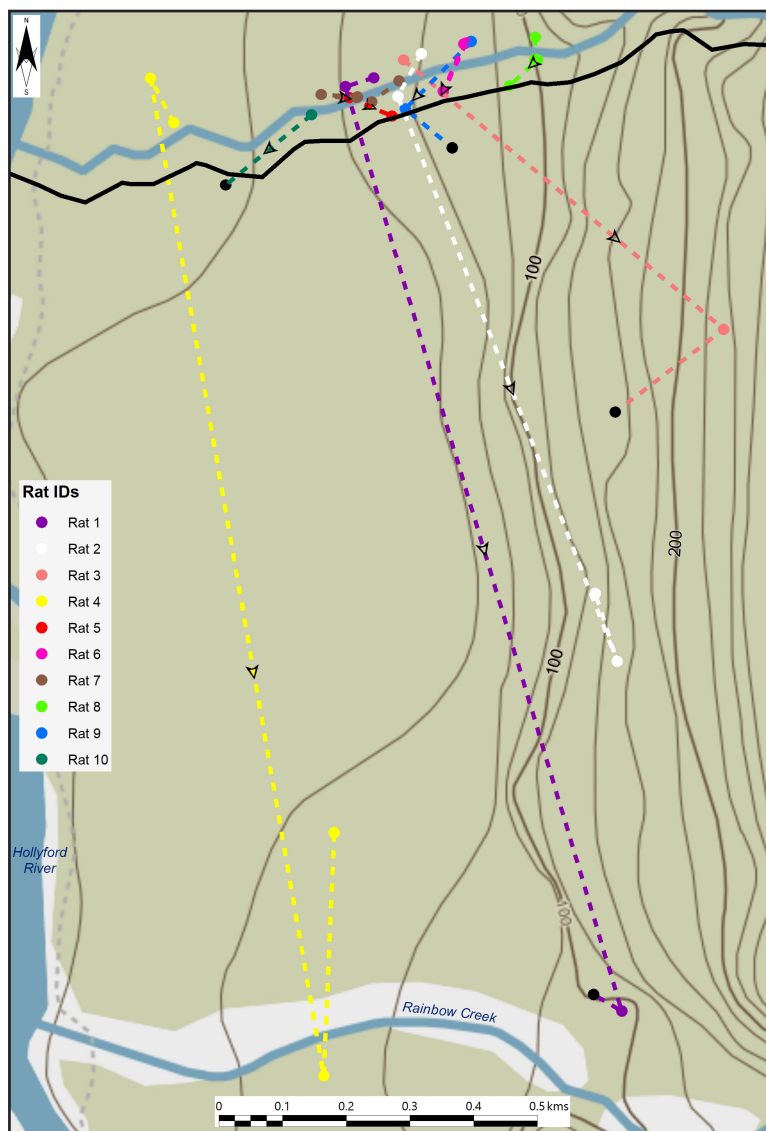 N
S
100
Rat IDs
Rat 1
Rat 2
Rat 3
Rat 4
Rat 5
Rat 6
Rat 7
Rat 8
Rat 9
Rat 10
200
100
Hollyford
River
100
Rainbow Creek
0 0.1 0.2 0.3 0.4 0.5 kms